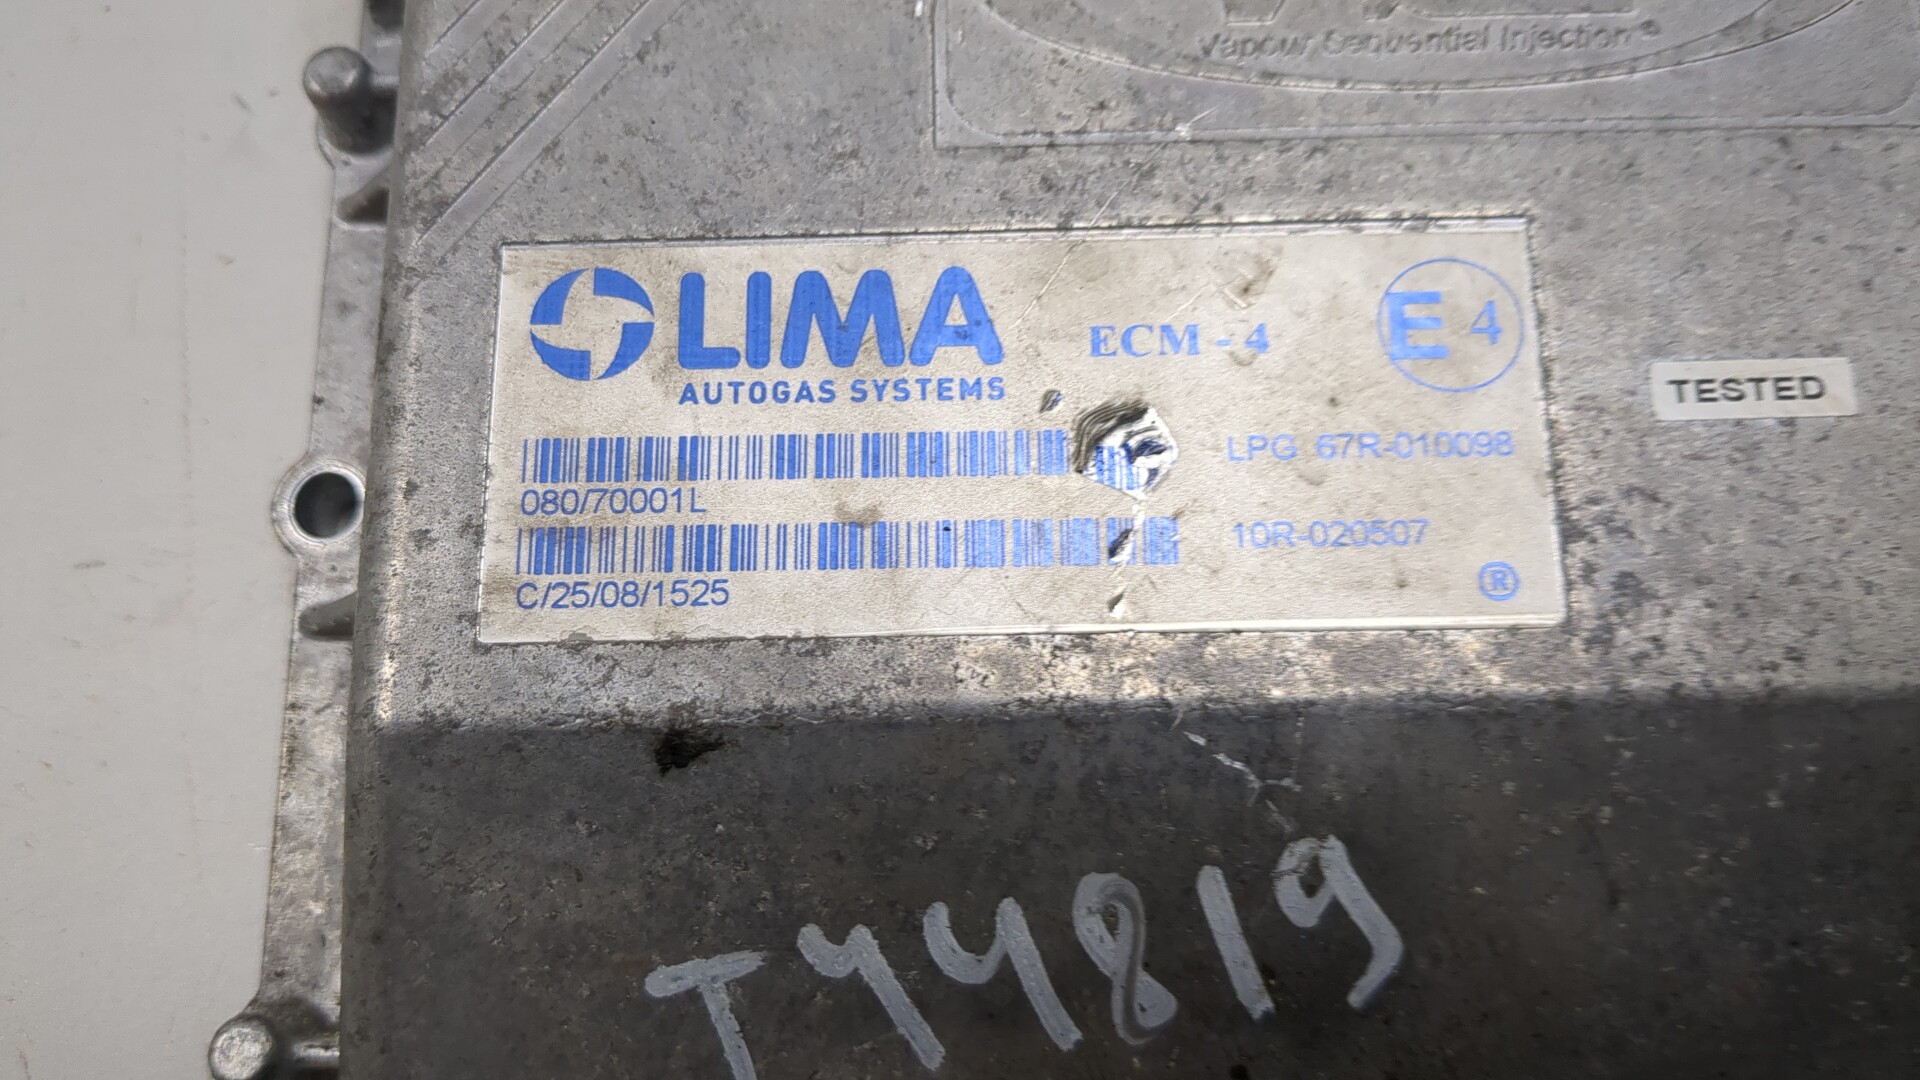 Vapour Sequential Injection®
LIMA
AUTOGAS SYSTEMS
ECM - 4
E 4
TESTED
LPG 67R-010098
080/70001L
10R-020507
C/25/08/1525
®
T44819